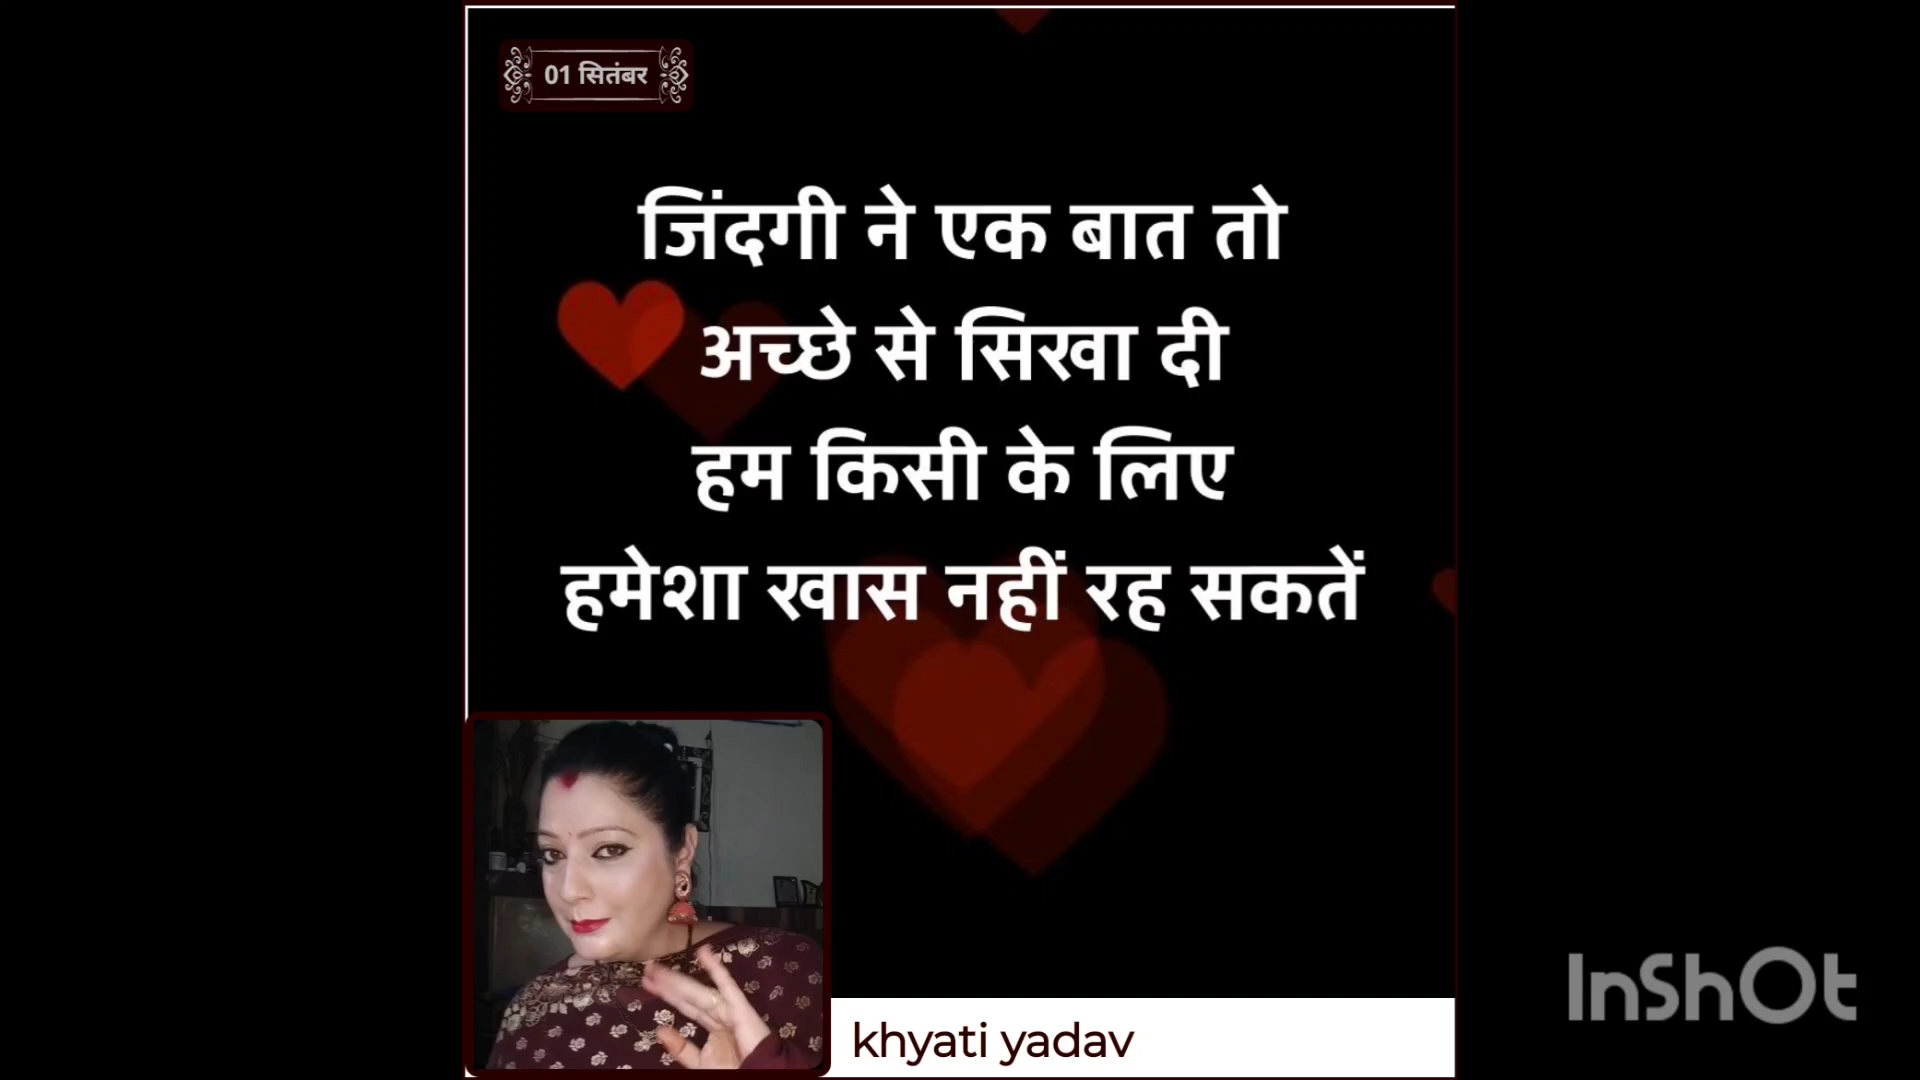 01 सितंबर
जिंदगी ने एक बात तो
अच्छे से सिखा दी
हम किसी के लिए
हमेशा खास नहीं रह सकतें
khyati yadav
InShOt